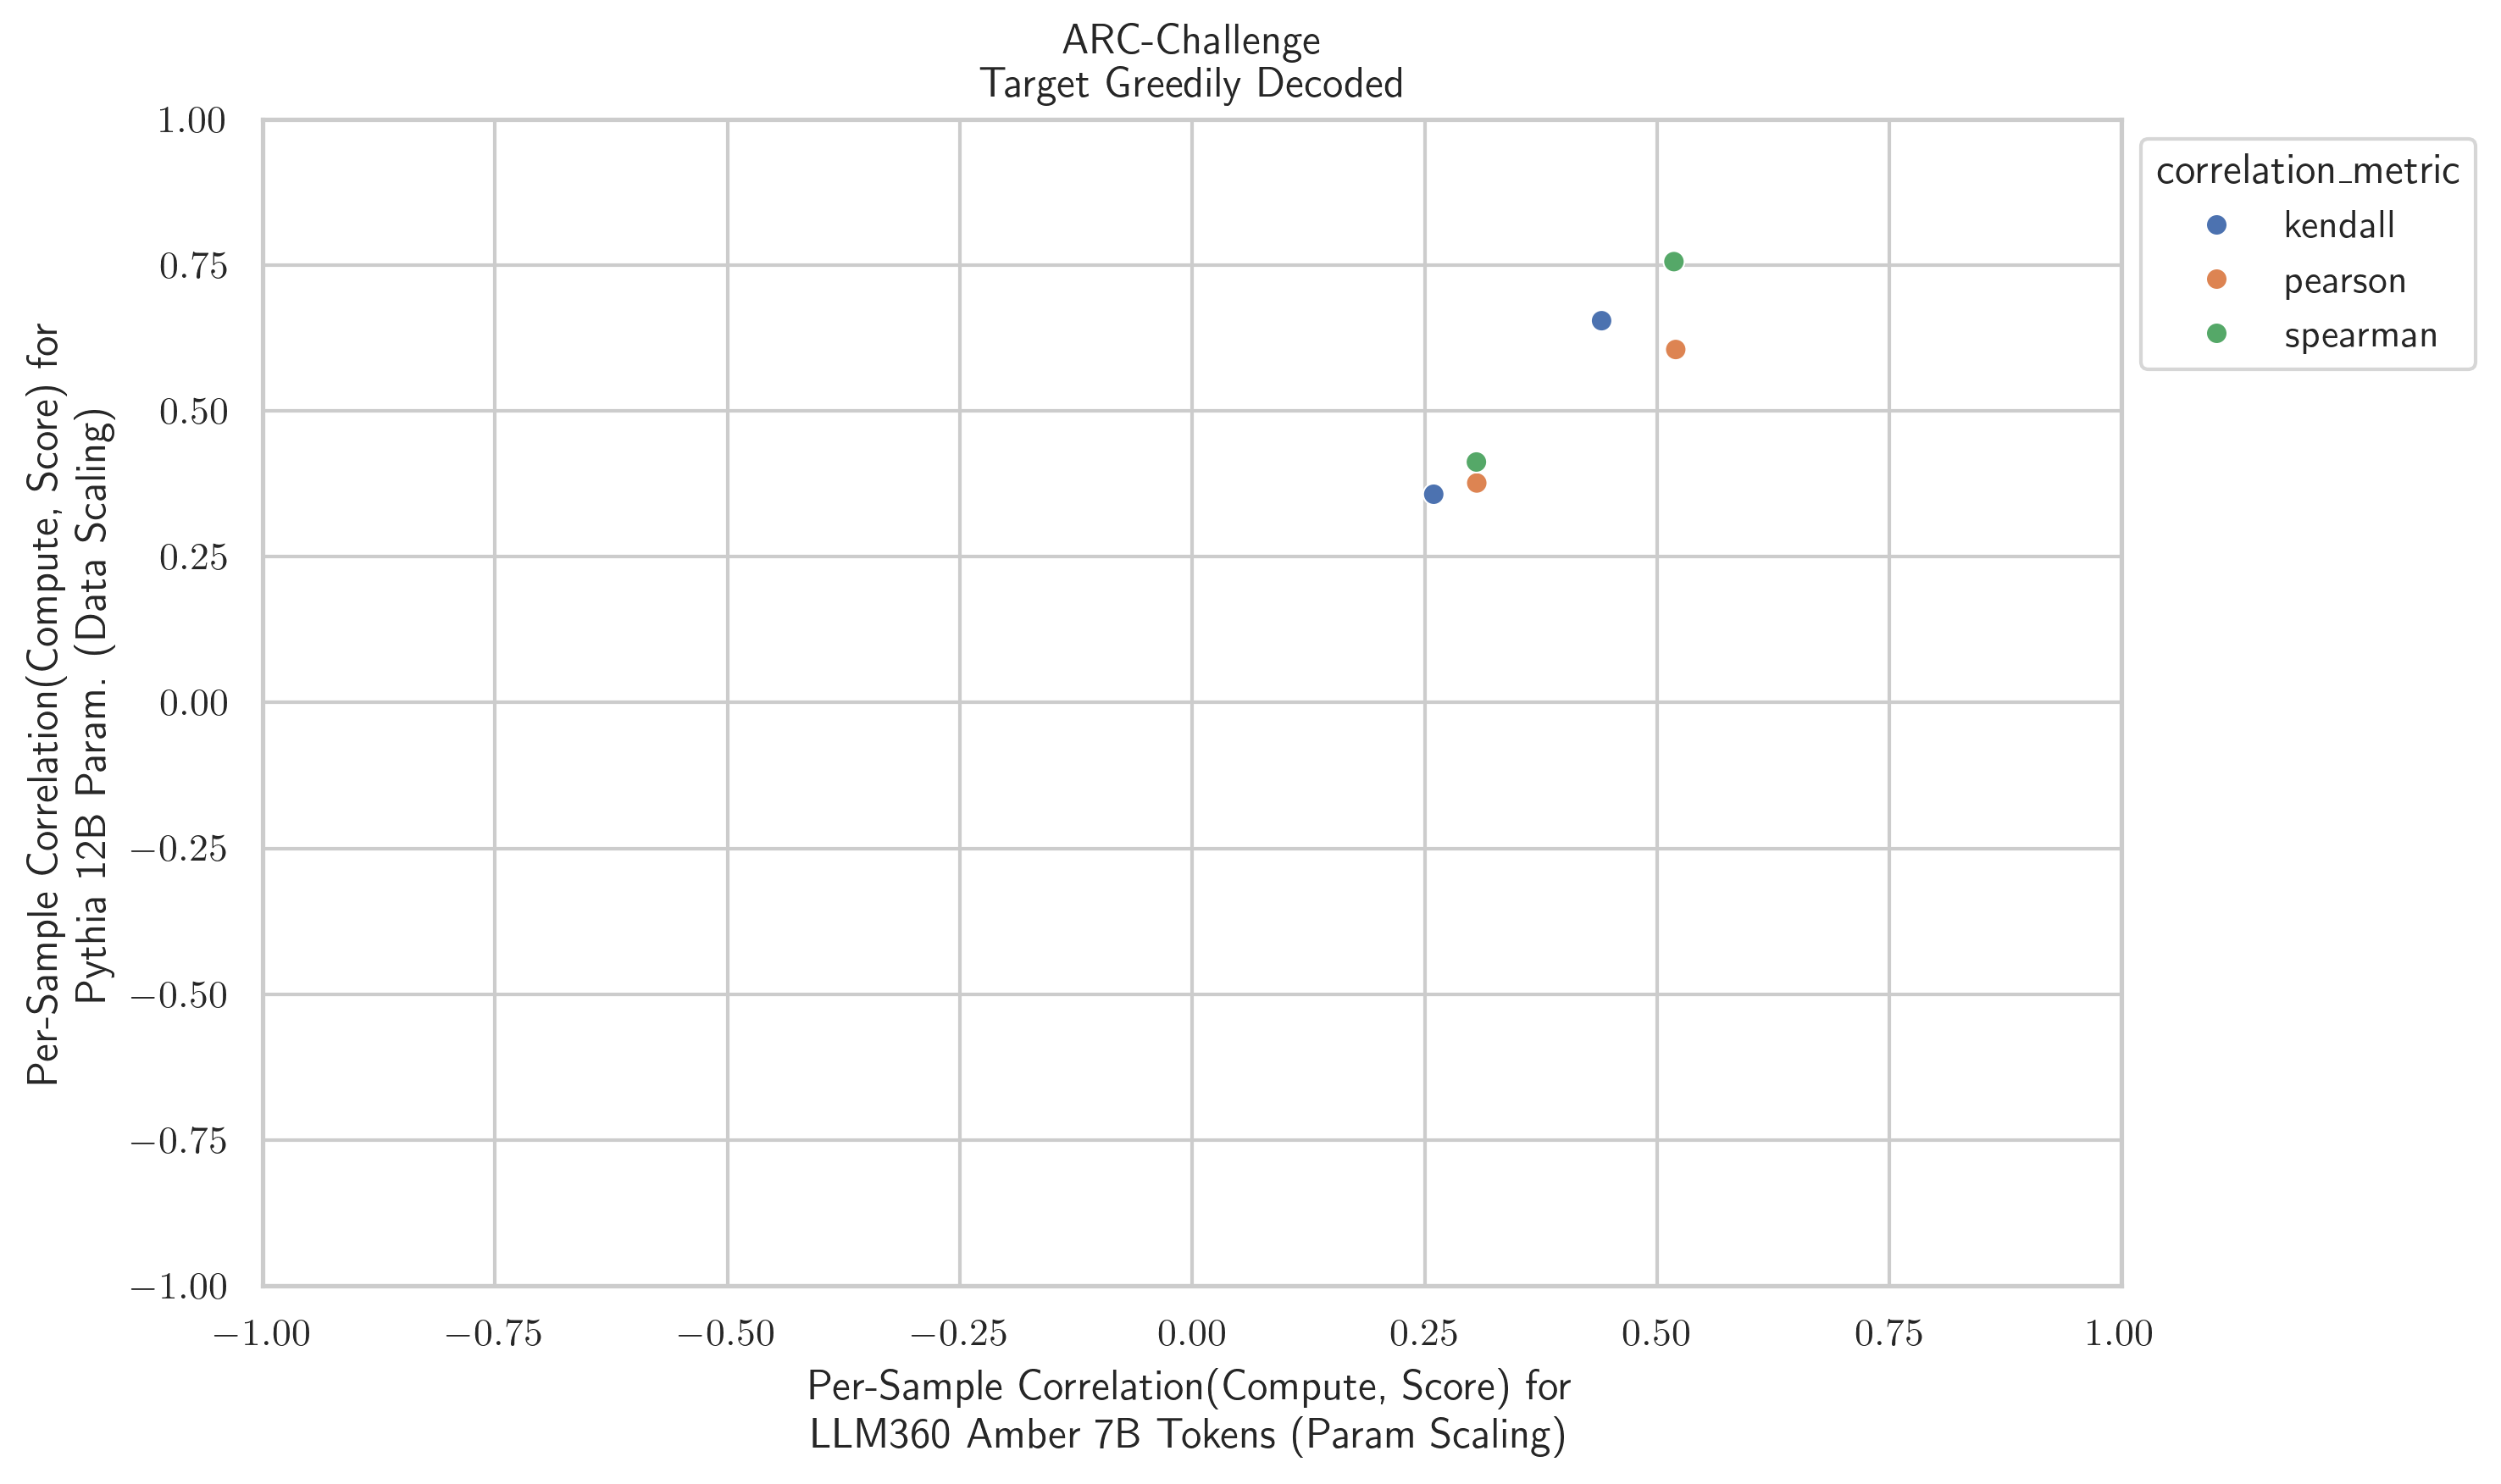 ARC-Challenge
Target Greedily Decoded
Per-Sample Correlation(Compute, Score) for
Pythia 12B Param. (Data Scaling)
1.00
0.75
0.50
0.25
0.00
−0.25
−0.50
−0.75
−1.00
−1.00 −0.75 −0.50 −0.25 0.00 0.25 0.50 0.75 1.00
Per-Sample Correlation(Compute, Score) for
LLM360 Amber 7B Tokens (Param Scaling)
correlation_metric
kendall
pearson
spearman